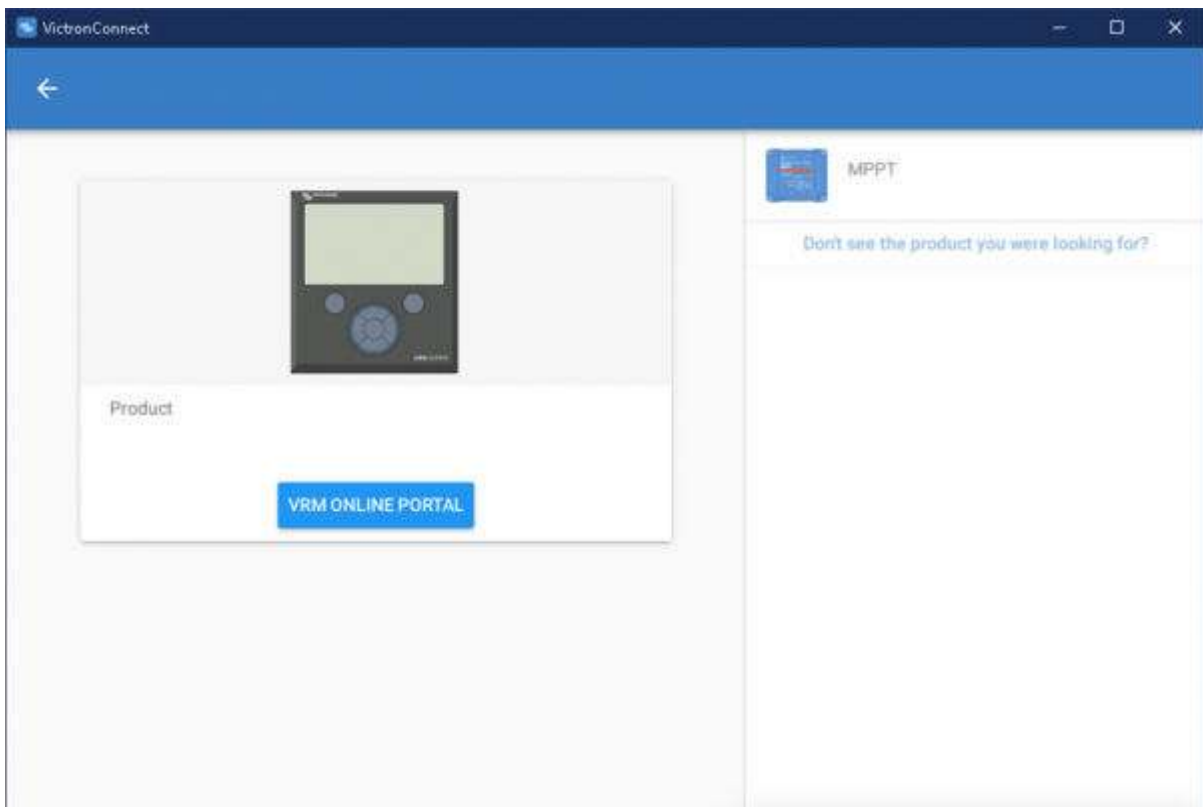 VictronConnect
MPPT
Don't see the product you were looking for?
Product
VRM ONLINE PORTAL